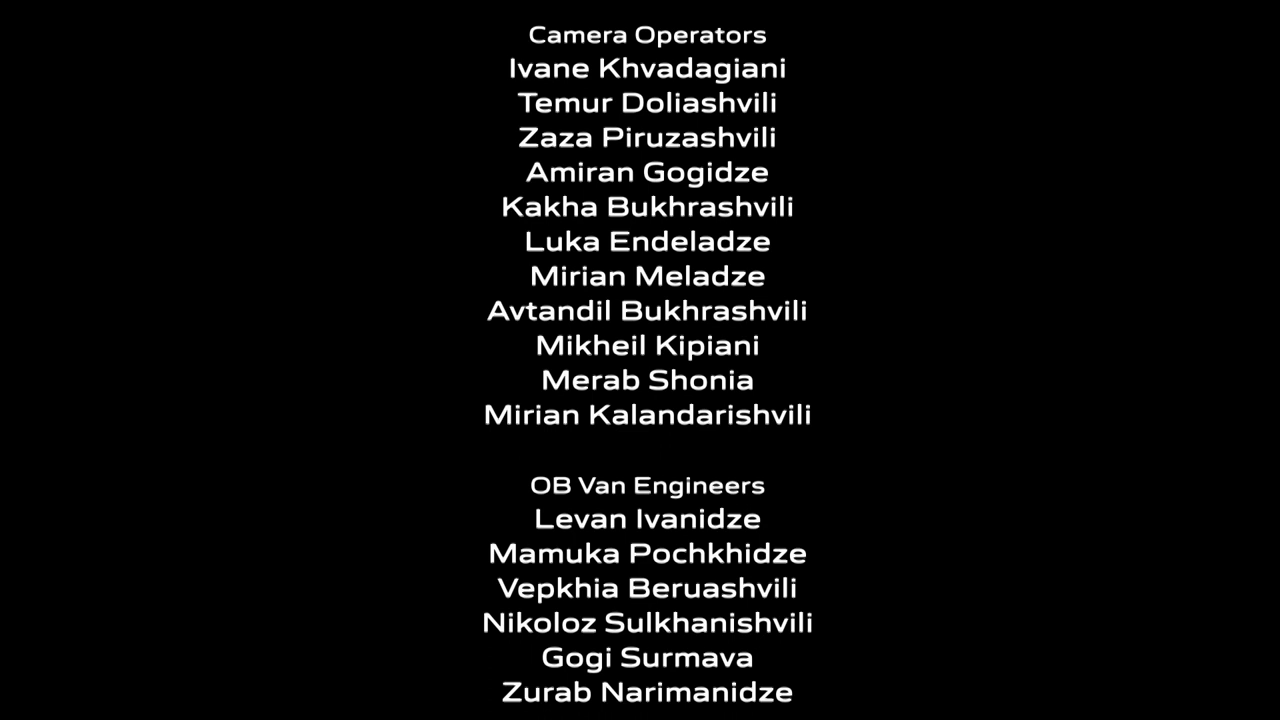 Camera Operators
Ivane Khvadagiani
Temur Doliashvili
Zaza Piruzashvili
Amiran Gogidze
Kakha Bukhrashvili
Luka Endeladze
Mirian Meladze
Avtandil Bukhrashvili
Mikheil Kipiani
Merab Shonia
Mirian Kalandarishvili
OB Van Engineers
Levan Ivanidze
Mamuka Pochkhidze
Vepkhia Beruashvili
Nikoloz Sulkhanishvili
Gogi Surmava
Zurab Narimanidze